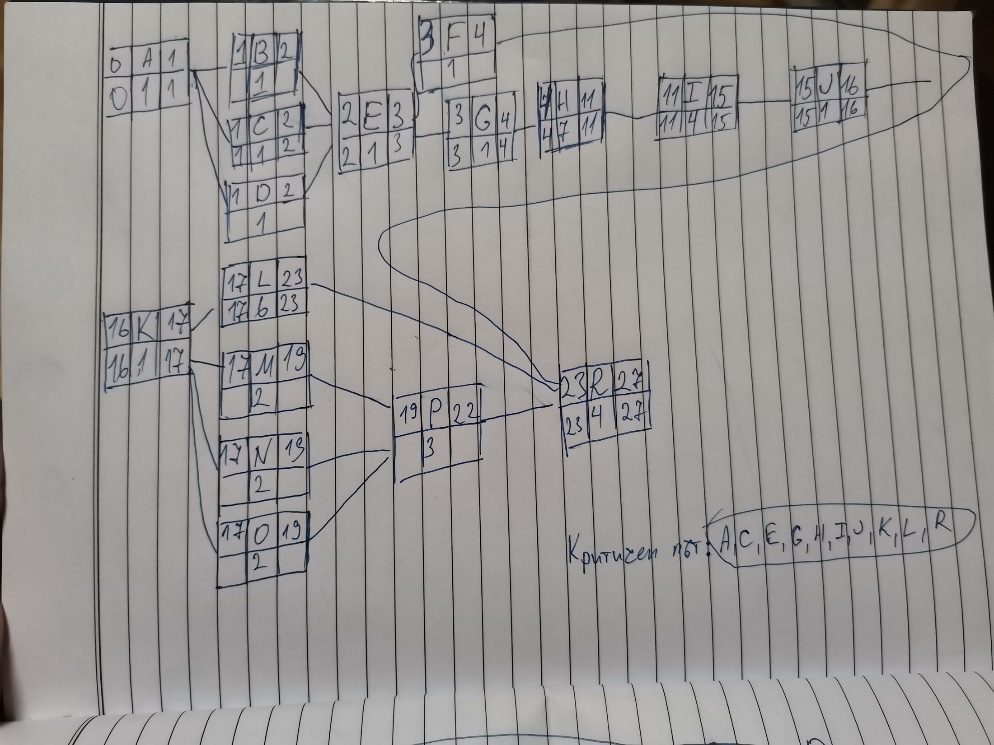 0 A 1
0 1 1
1 B 2
1
1 C 2
1 1 2
1 D 2
1
2 E 3
2 1 3
3 F 4
1
3 G 4
3 1 4
4 H 11
4 7 11
11 I 15
11 4 15
15 J 16
15 1 16
16 K 17
16 1 17
17 L 23
17 6 23
17 M 19
2
17 N 19
2
17 O 19
2
19 P 22
3
23 R 27
23 4 27
Критичен път: A, C, E, G, H, I, J, K, L, R